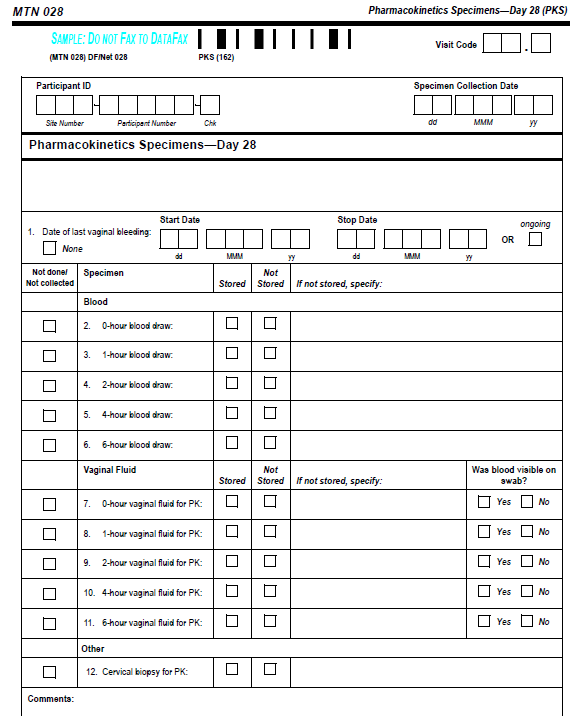 MTN 028
Pharmacokinetics Specimens—Day 28 (PKS)
SAMPLE: DO NOT FAX TO DATAFAX
(MTN 028) DF/Net 028
PKS (162)
Visit Code
.
Participant ID
Specimen Collection Date
- -
Site Number Participant Number Chk
dd MMM yy
Pharmacokinetics Specimens—Day 28
Start Date Stop Date ongoing
1. Date of last vaginal bleeding: OR
None
dd MMM yy dd MMM yy
Not done/ Specimen Not
Not collected Stored Stored If not stored, specify:
Blood
2. 0-hour blood draw:
3. 1-hour blood draw:
4. 2-hour blood draw:
5. 4-hour blood draw:
6. 6-hour blood draw:
Vaginal Fluid Not Was blood visible on
Stored Stored If not stored, specify: swab?
7. 0-hour vaginal fluid for PK: Yes No
8. 1-hour vaginal fluid for PK: Yes No
9. 2-hour vaginal fluid for PK: Yes No
10. 4-hour vaginal fluid for PK: Yes No
11. 6-hour vaginal fluid for PK: Yes No
Other
12. Cervical biopsy for PK:
Comments: